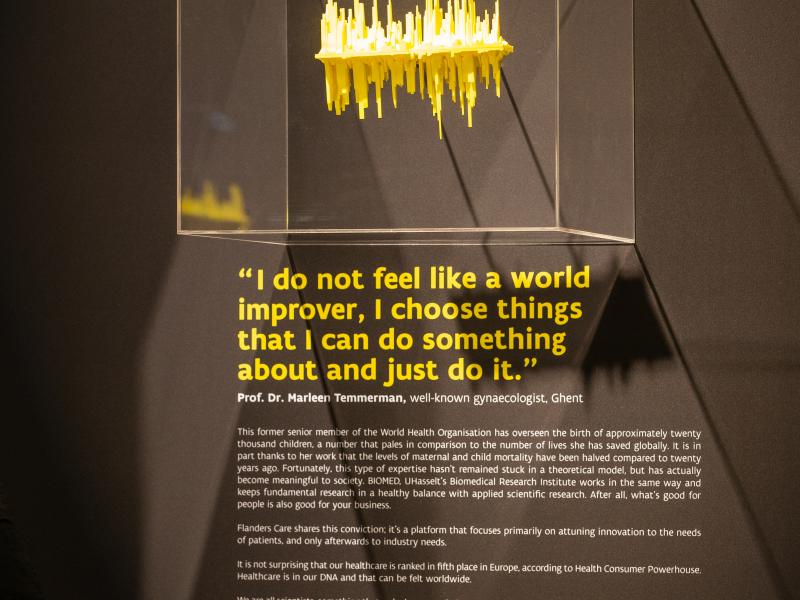 “I do not feel like a world
improver, I choose things
that I can do something
about and just do it.”
Prof. Dr. Marleen Temmerman, well-known gynaecologist, Ghent
This former senior member of the World Health Organisation has overseen the birth of approximately twenty
thousand children, a number that pales in comparison to the number of lives she has saved globally. It is in
part thanks to her work that the levels of maternal and child mortality have been halved compared to twenty
years ago. Fortunately, this type of expertise hasn’t remained stuck in a theoretical model, but has actually
become meaningful to society. BIOMED, UHasselt’s Biomedical Research Institute works in the same way and
keeps fundamental research in a healthy balance with applied scientific research. After all, what’s good for
people is also good for your business.
Flanders Care shares this conviction; it’s a platform that focuses primarily on attuning innovation to the needs
of patients, and only afterwards to industry needs.
It is not surprising that our healthcare is ranked in fifth place in Europe, according to Health Consumer Powerhouse.
Healthcare is in our DNA and that can be felt worldwide.
We are all scientists,